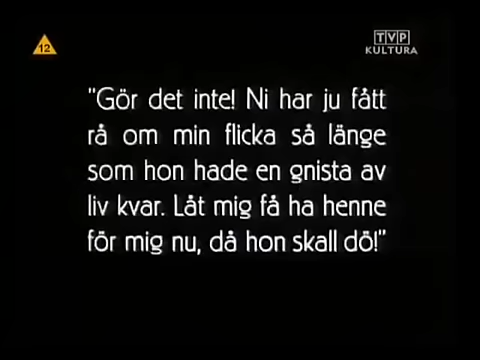 12
TVP
KULTURA
"Gör det inte! Ni har ju fått
rå om min flicka så länge
som hon hade en gnista av
liv kvar. Låt mig få ha henne
för mig nu, då hon skall dö!"